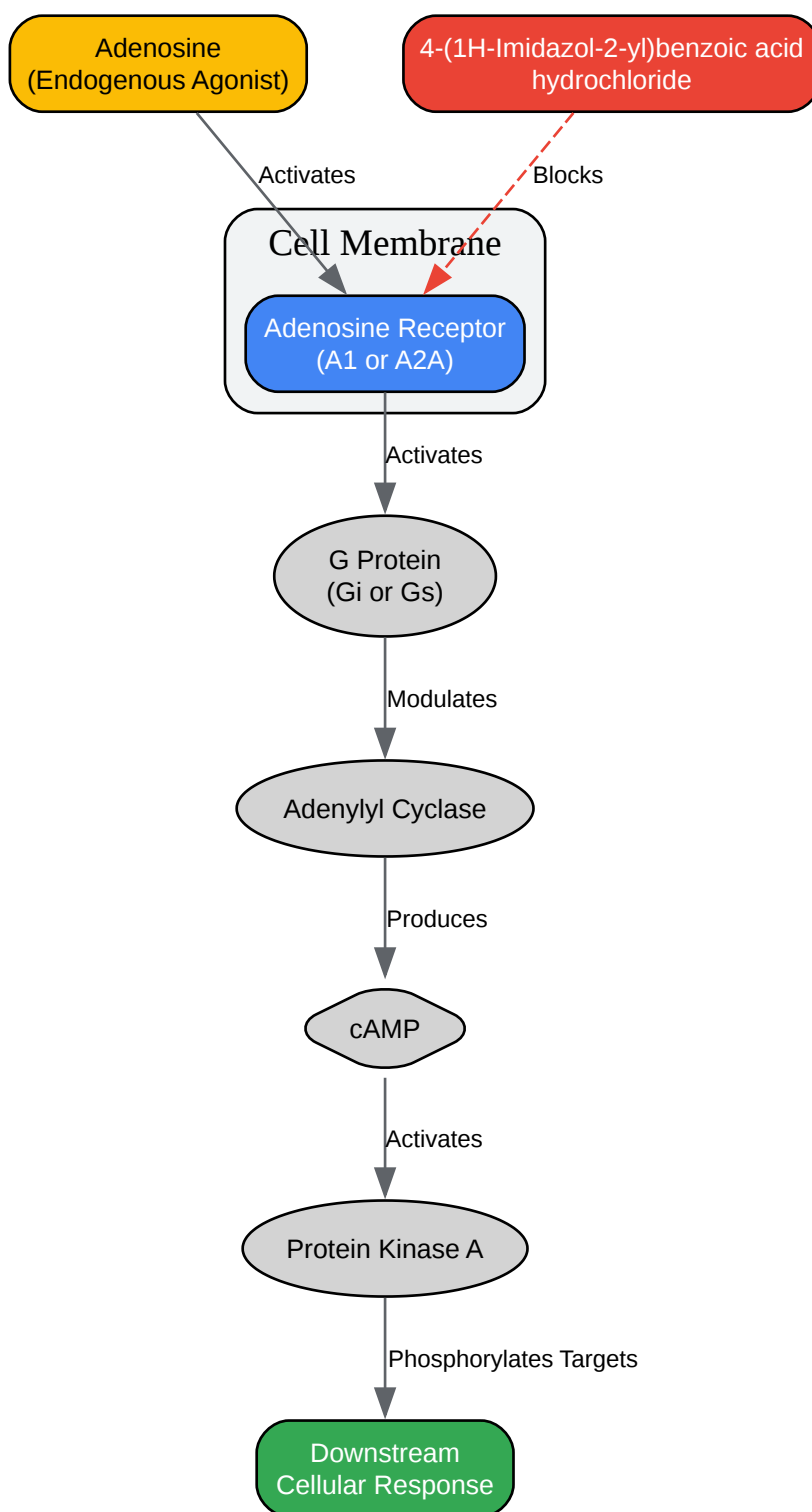 Adenosine
(Endogenous Agonist)
4-(1H-Imidazol-2-yl)benzoic acid
hydrochloride
Activates
Blocks
Cell Membrane
Adenosine Receptor
(A1 or A2A)
Activates
G Protein
(Gi or Gs)
Modulates
Adenylyl Cyclase
Produces
cAMP
Activates
Protein Kinase A
Phosphorylates Targets
Downstream
Cellular Response